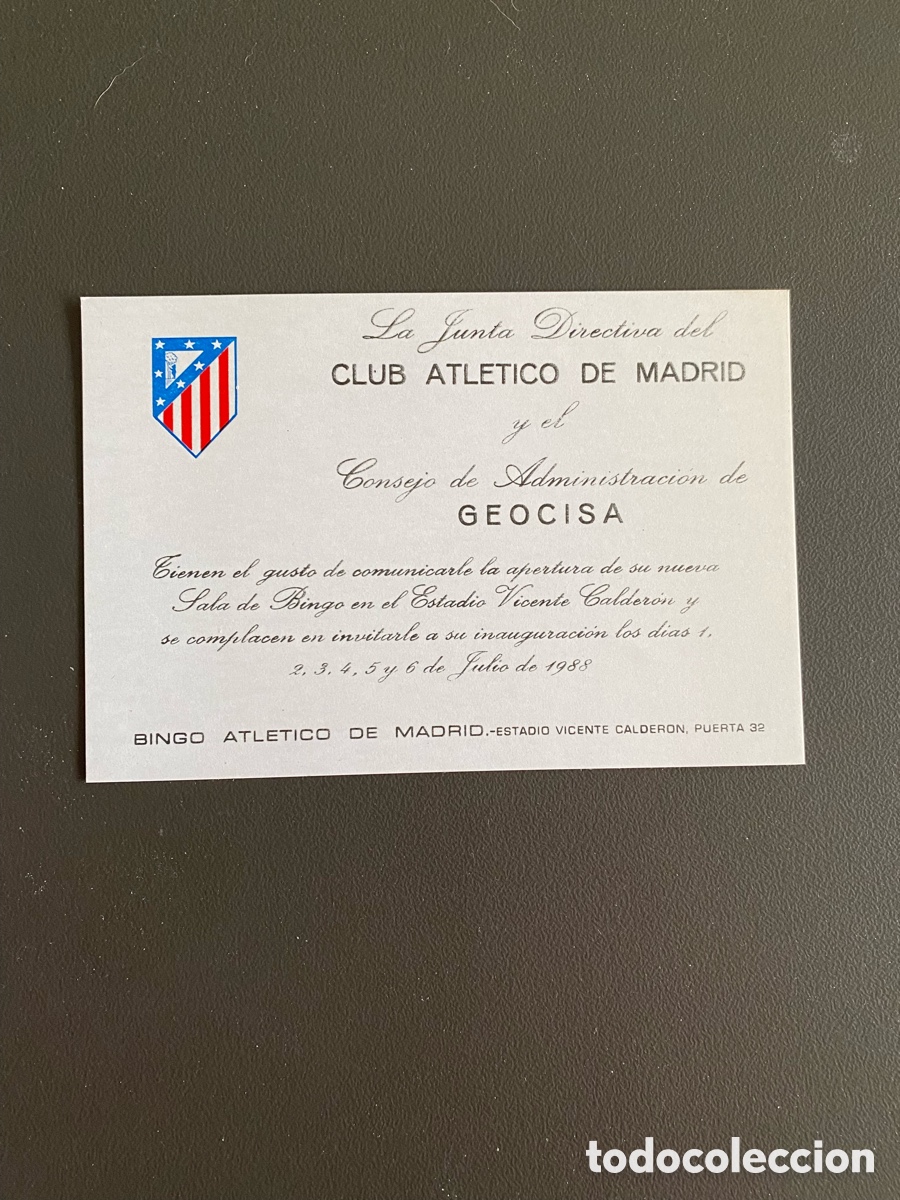 La Junta Directiva del
CLUB ATLETICO DE MADRID
y el
Consejo de Administración de
GEOCISA
Tienen el gusto de comunicarle la apertura de su nueva
Sala de Bingo en el Estadio Vicente Calderón y
se complacen en invitarle a su inauguración los dias 1,
2, 3, 4, 5 y 6 de Julio de 1988
BINGO ATLETICO DE MADRID.-ESTADIO VICENTE CALDERON, PUERTA 32
todocoleccion